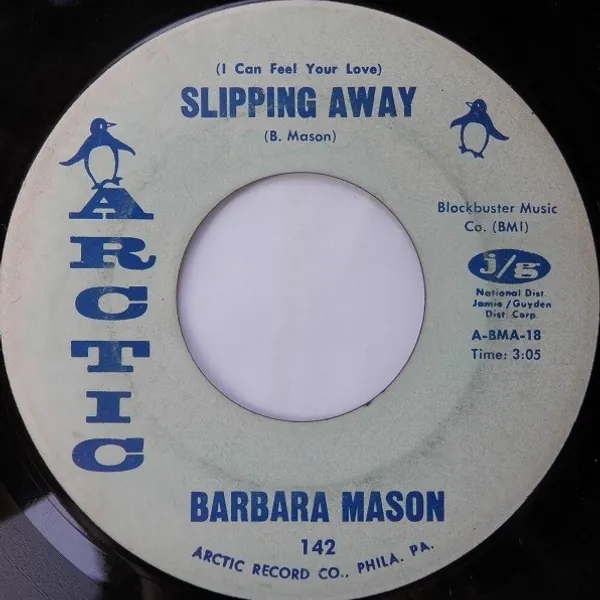 (I Can Feel Your Love)
SLIPPING AWAY
(B. Mason)
ARCTIC
Blockbuster Music
Co. (BMI)
j/g
National Dist.
Jamie/Guyden
Dist. Corp.
A-BMA-18
Time: 3:05
BARBARA MASON
142
ARCTIC RECORD CO., PHILA. PA.